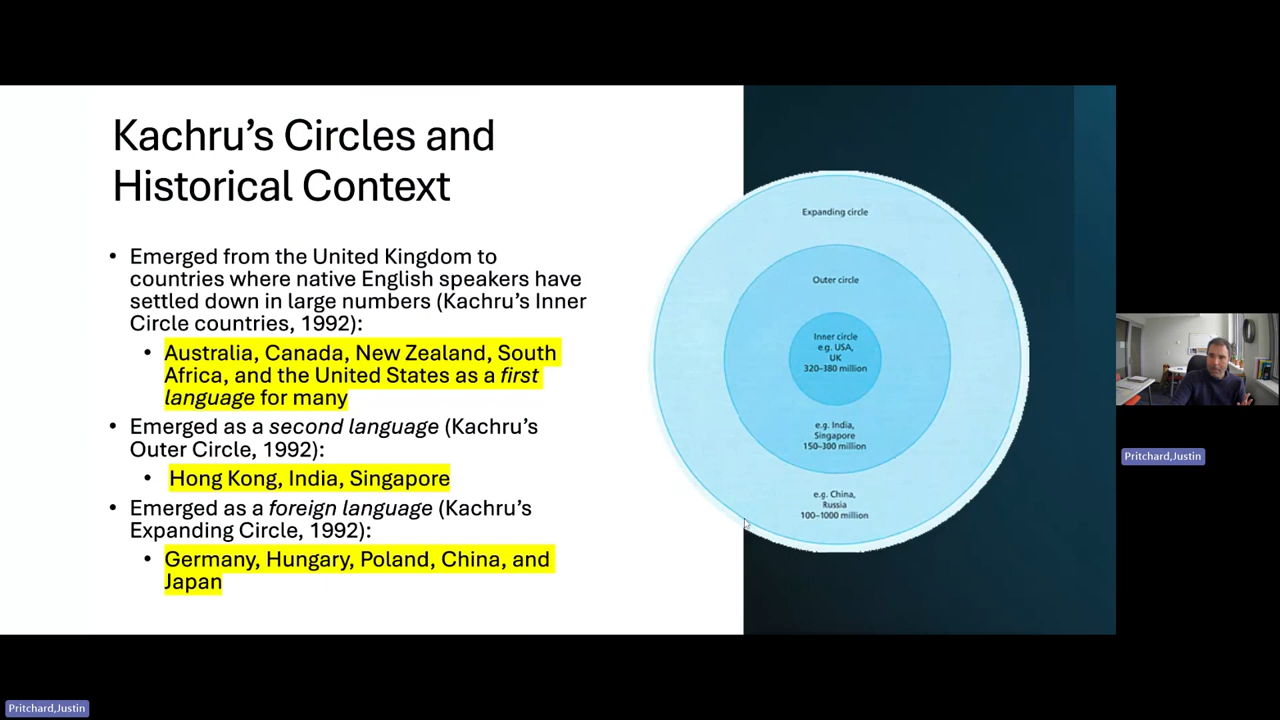 Kachru’s Circles and
Historical Context
• Emerged from the United Kingdom to
countries where native English speakers have
settled down in large numbers (Kachru’s Inner
Circle countries, 1992):
• Australia, Canada, New Zealand, South
Africa, and the United States as a first
language for many
• Emerged as a second language (Kachru’s
Outer Circle, 1992):
• Hong Kong, India, Singapore
• Emerged as a foreign language (Kachru’s
Expanding Circle, 1992):
• Germany, Hungary, Poland, China, and
Japan
Expanding circle
Outer circle
Inner circle
e.g. USA,
UK
320–380 million
e.g. India,
Singapore
150–300 million
e.g. China,
Russia
100–1000 million
Pritchard,Justin
Pritchard,Justin